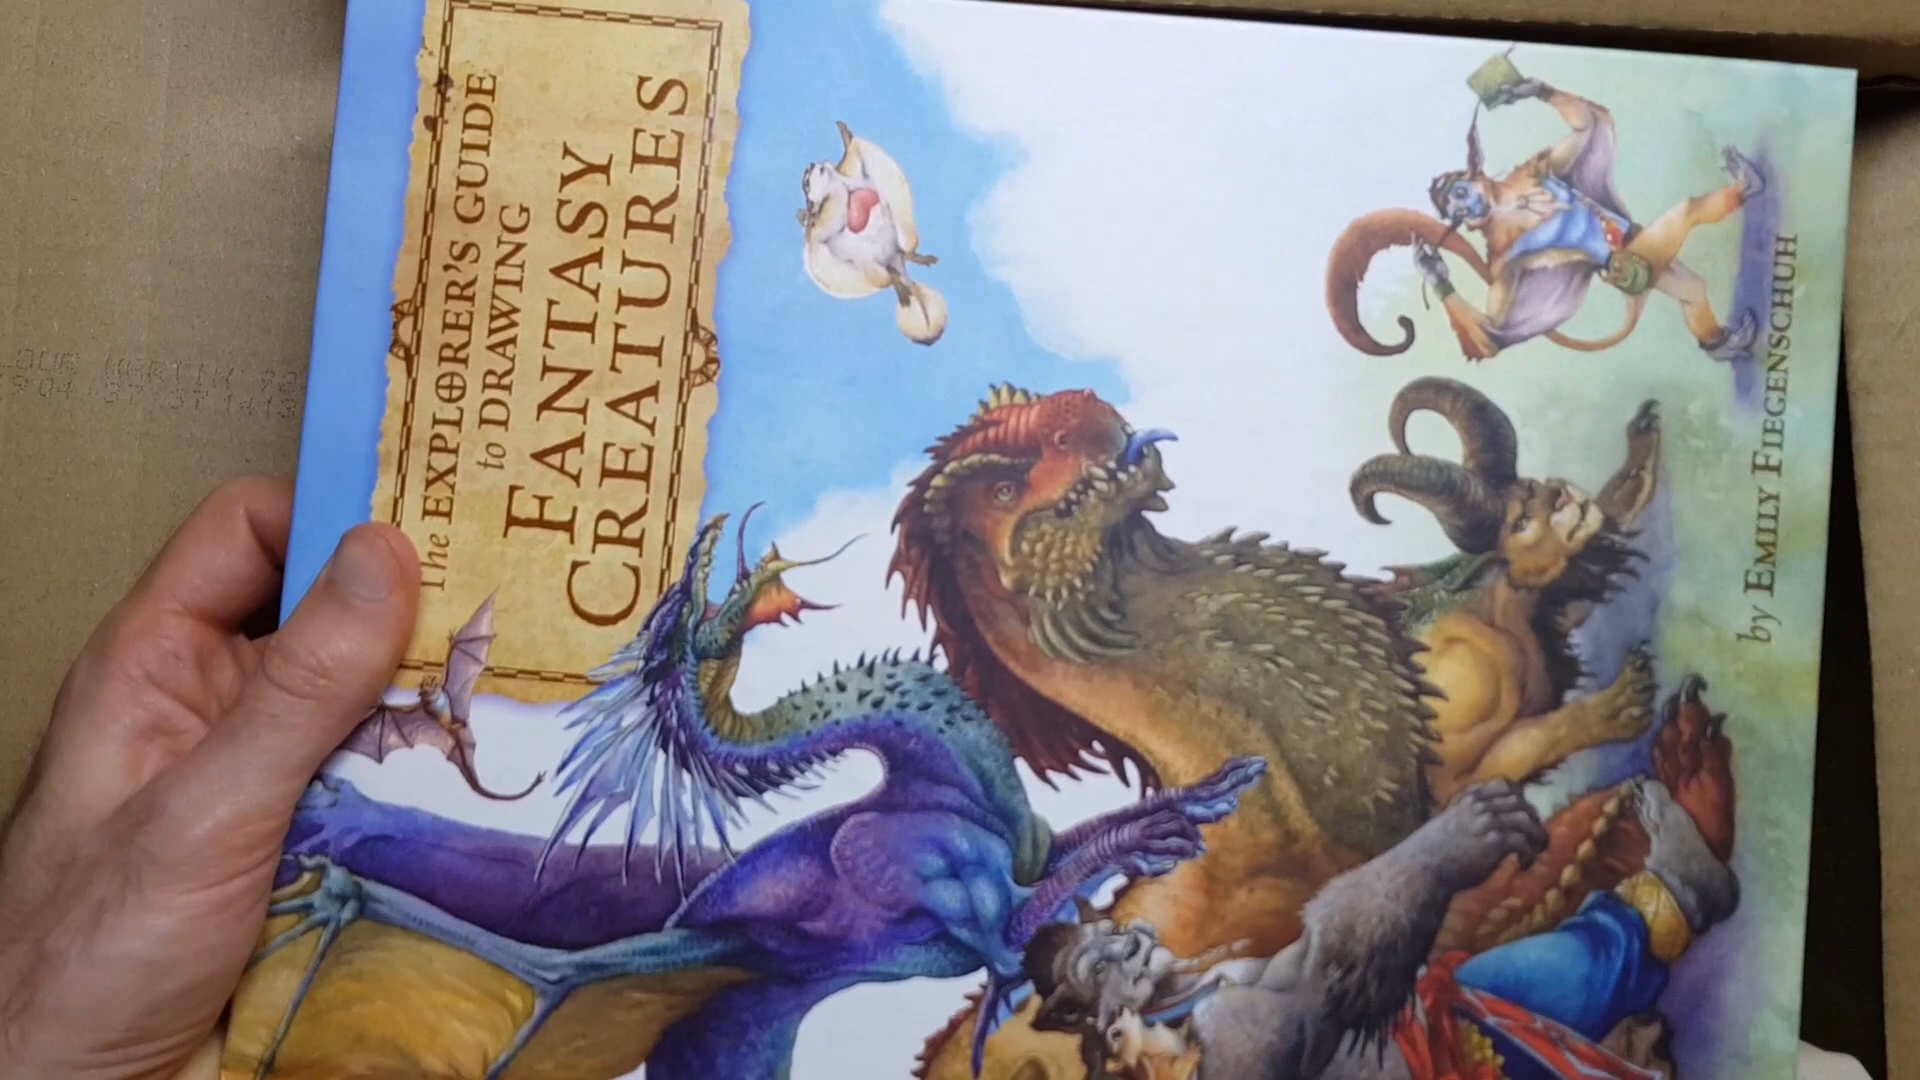 The EXPLORER'S GUIDE
to DRAWING
FANTASY
CREATURES
by EMILY FIEGENSCHUH